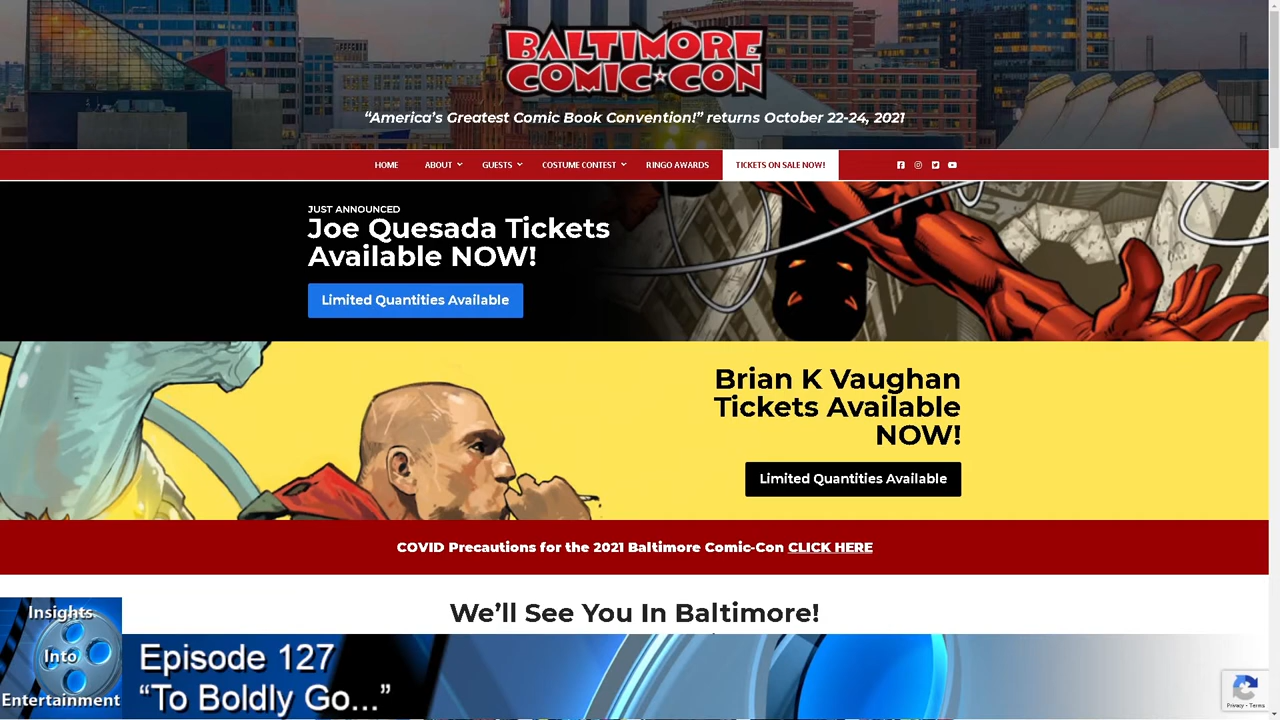 BALTIMORE
COMIC CON
“America’s Greatest Comic Book Convention!” returns October 22-24, 2021
HOME ABOUT GUESTS COSTUME CONTEST RINGO AWARDS TICKETS ON SALE NOW!
JUST ANNOUNCED
Joe Quesada Tickets
Available NOW!
Limited Quantities Available
Brian K Vaughan
Tickets Available
NOW!
Limited Quantities Available
COVID Precautions for the 2021 Baltimore Comic-Con CLICK HERE
We’ll See You In Baltimore!
Insights
Into
Entertainment
Episode 127
“To Boldly Go...”
Privacy - Terms